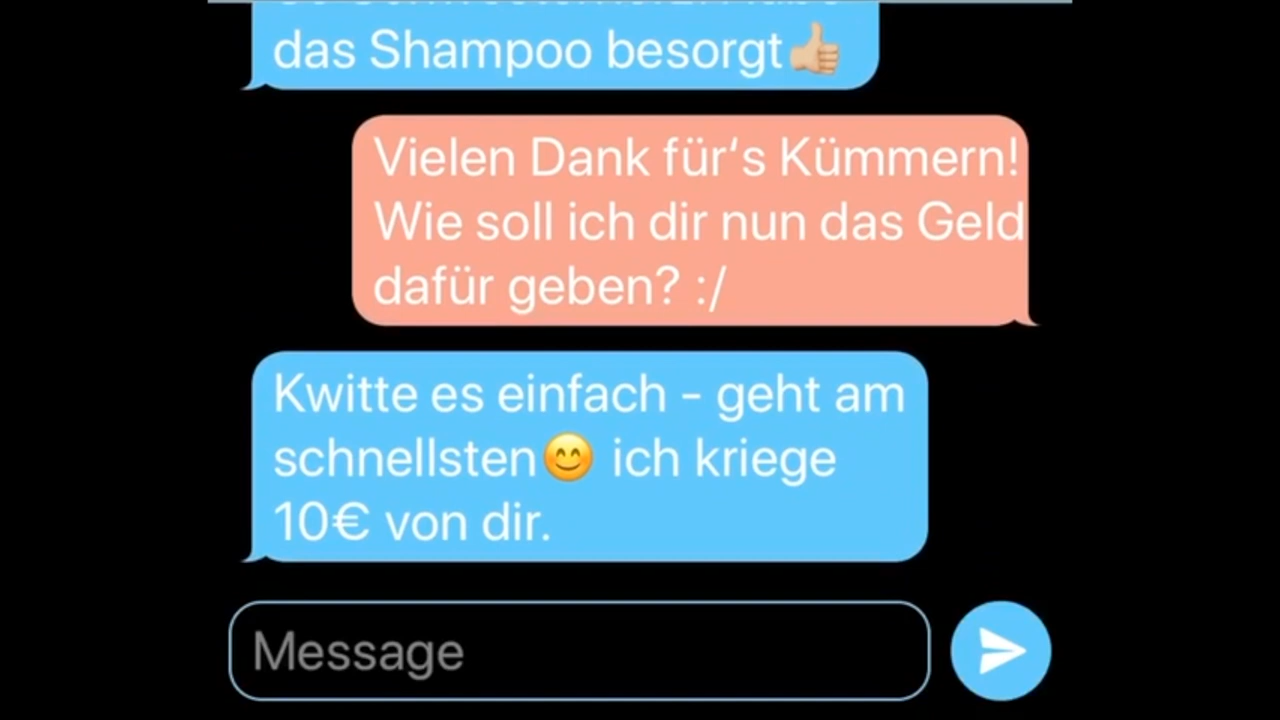 das Shampoo besorgt👍🏼
Vielen Dank für‘s Kümmern!
Wie soll ich dir nun das Geld
dafür geben? :/
Kwitte es einfach - geht am
schnellsten😊 ich kriege
10€ von dir.
Message